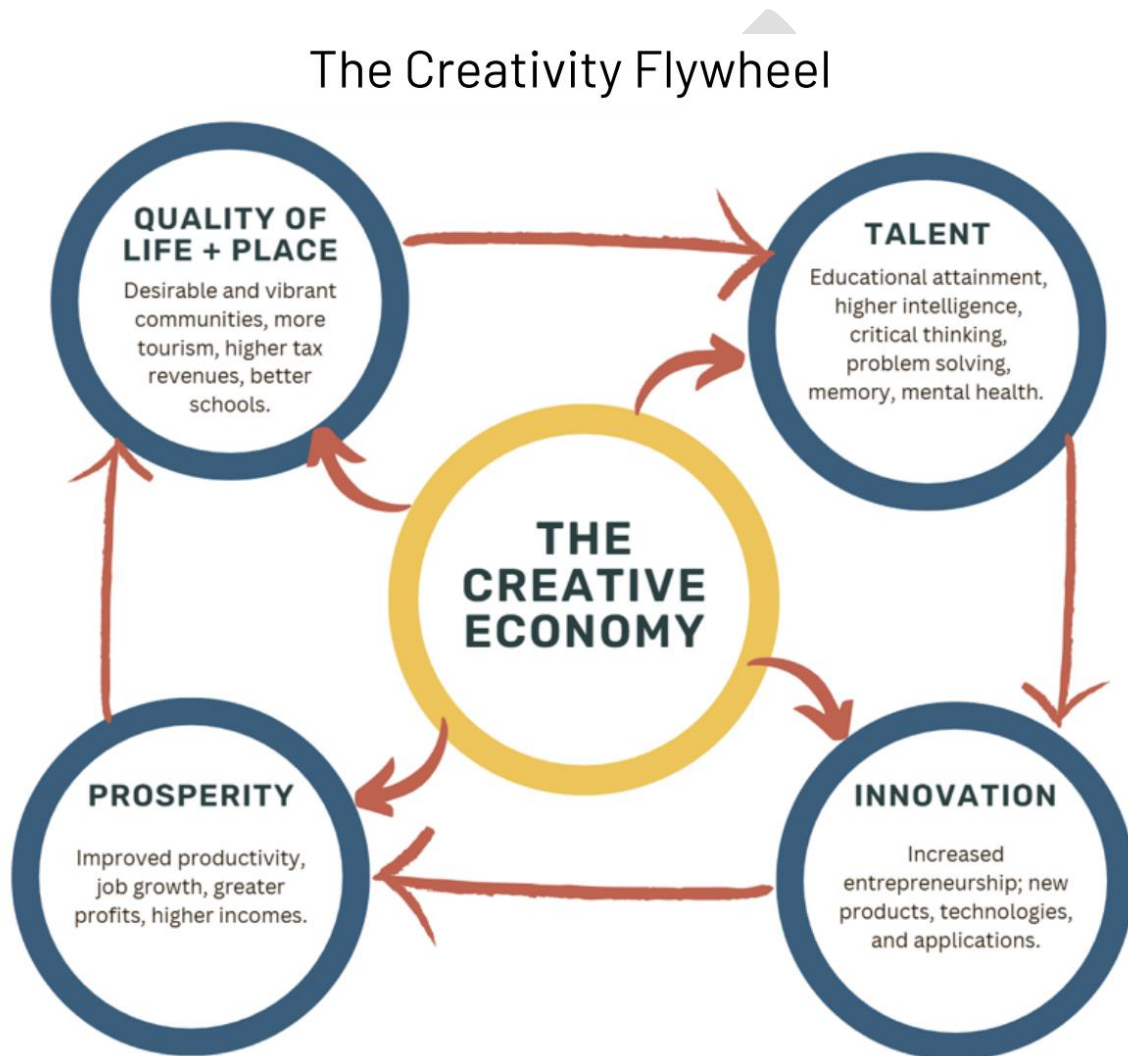 The Creativity Flywheel
QUALITY OF
LIFE + PLACE
Desirable and vibrant
communities, more
tourism, higher tax
revenues, better
schools.
TALENT
Educational attainment,
higher intelligence,
critical thinking,
problem solving,
memory, mental health.
THE
CREATIVE
ECONOMY
PROSPERITY
Improved productivity,
job growth, greater
profits, higher incomes.
INNOVATION
Increased
entrepreneurship; new
products, technologies,
and applications.